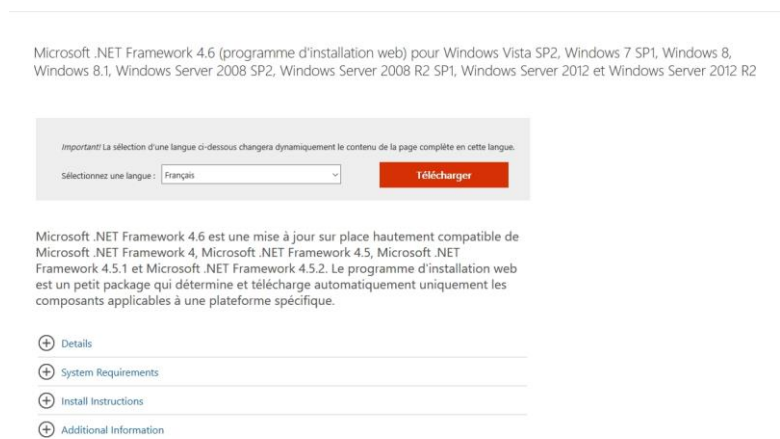 Microsoft .NET Framework 4.6 (programme d'installation web) pour Windows Vista SP2, Windows 7 SP1, Windows 8,
Windows 8.1, Windows Server 2008 SP2, Windows Server 2008 R2 SP1, Windows Server 2012 et Windows Server 2012 R2
Important! La sélection d'une langue ci-dessous changera dynamiquement le contenu de la page complète en cette langue.
Sélectionnez une langue : Français Télécharger
Microsoft .NET Framework 4.6 est une mise à jour sur place hautement compatible de
Microsoft .NET Framework 4, Microsoft .NET Framework 4.5, Microsoft .NET
Framework 4.5.1 et Microsoft .NET Framework 4.5.2. Le programme d'installation web
est un petit package qui détermine et télécharge automatiquement uniquement les
composants applicables à une plateforme spécifique.
Details
System Requirements
Install Instructions
Additional Information